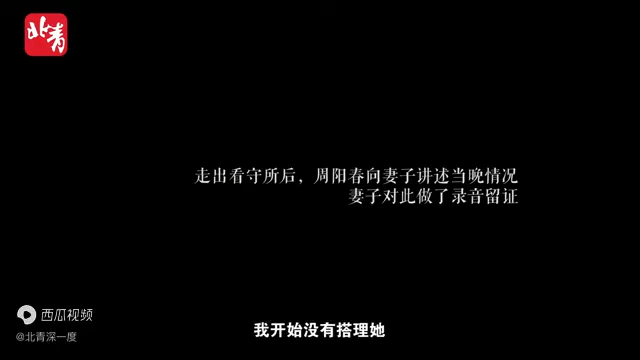 北青
走出看守所后，周阳春向妻子讲述当晚情况
妻子对此做了录音留证
西瓜视频
@北青深一度
我开始没有搭理她